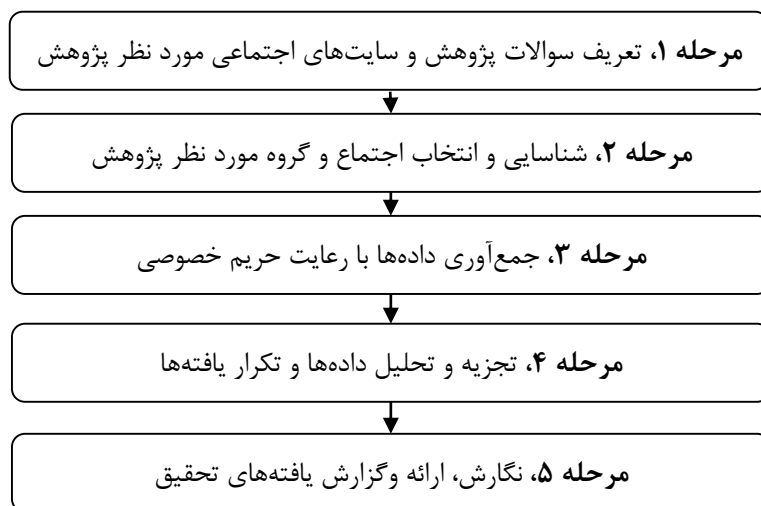 مرحله ۱، تعریف سوالات پژوهش و سایت‌های اجتماعی مورد نظر پژوهش
مرحله ۲، شناسایی و انتخاب اجتماع و گروه مورد نظر پژوهش
مرحله ۳، جمع‌آوری داده‌ها با رعایت حریم خصوصی
مرحله ۴، تجزیه و تحلیل داده‌ها و تکرار یافته‌ها
مرحله ۵، نگارش، ارائه وگزارش یافته‌های تحقیق